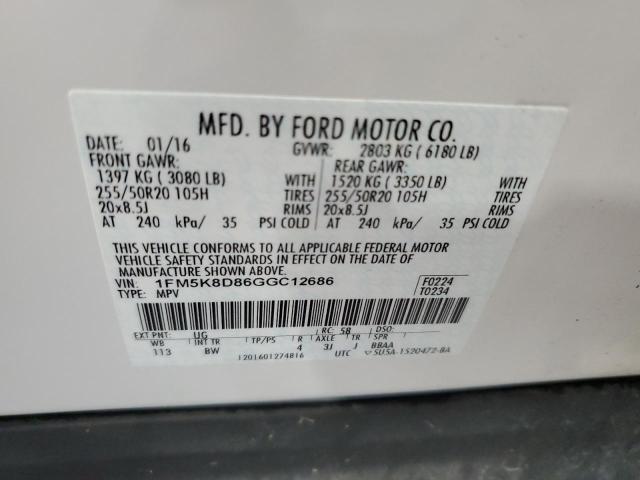 MFD. BY FORD MOTOR CO.
DATE: 01/16 GVWR: 2803 KG ( 6180 LB)
FRONT GAWR: REAR GAWR:
1397 KG ( 3080 LB) WITH 1520 KG ( 3350 LB) WITH
255/50R20 105H TIRES 255/50R20 105H TIRES
20x8.5J RIMS 20x8.5J RIMS
AT 240 kPa/ 35 PSI COLD AT 240 kPa/ 35 PSI COLD
THIS VEHICLE CONFORMS TO ALL APPLICABLE FEDERAL MOTOR
VEHICLE SAFETY STANDARDS IN EFFECT ON THE DATE OF
MANUFACTURE SHOWN ABOVE.
VIN: 1FM5K8D86GGC12686 F0224
TYPE: MPV T0234
EXT PNT: UG RC: 58 DSO:
WB INT TR TP/PS R AXLE TR SPR
113 BW 4 3J J BBAA
1201601274816 UTC 5U5A-1520472-BA